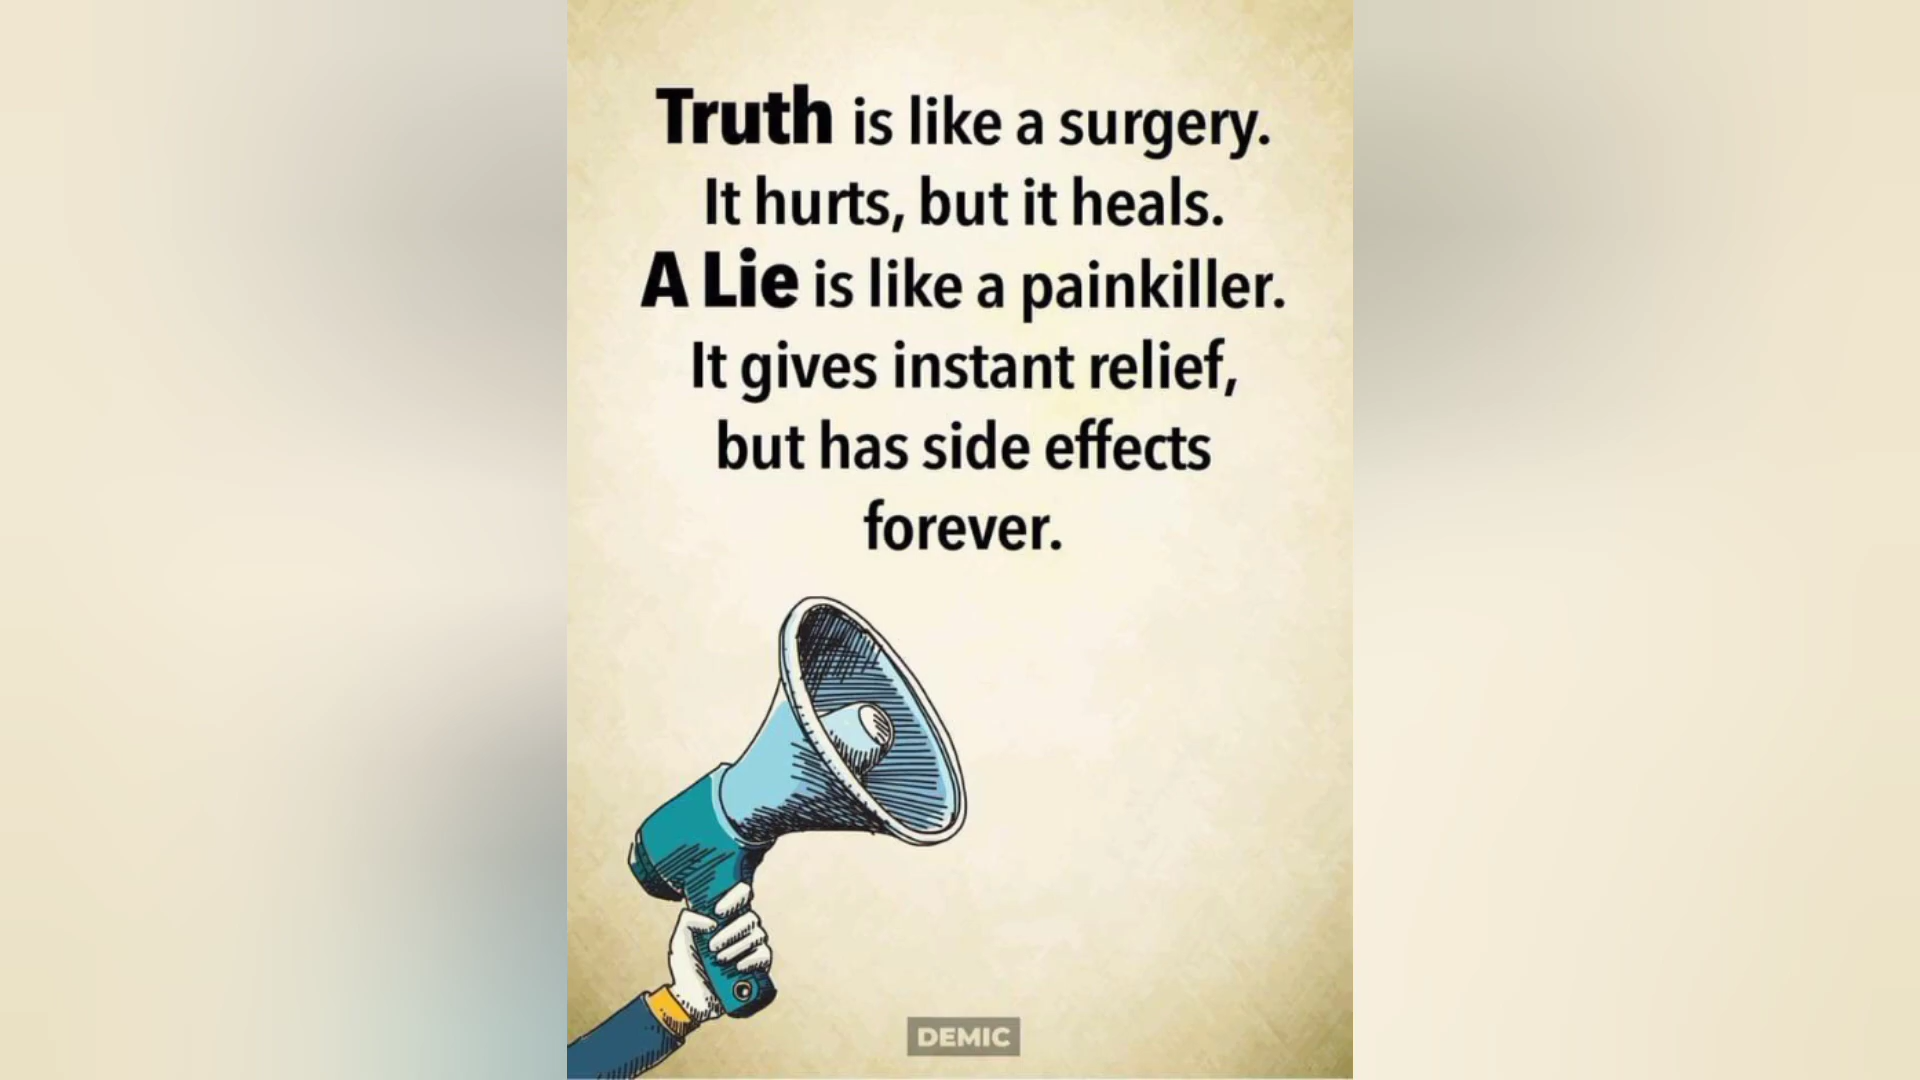 Truth is like a surgery.
It hurts, but it heals.
A Lie is like a painkiller.
It gives instant relief,
but has side effects
forever.
DEMIC